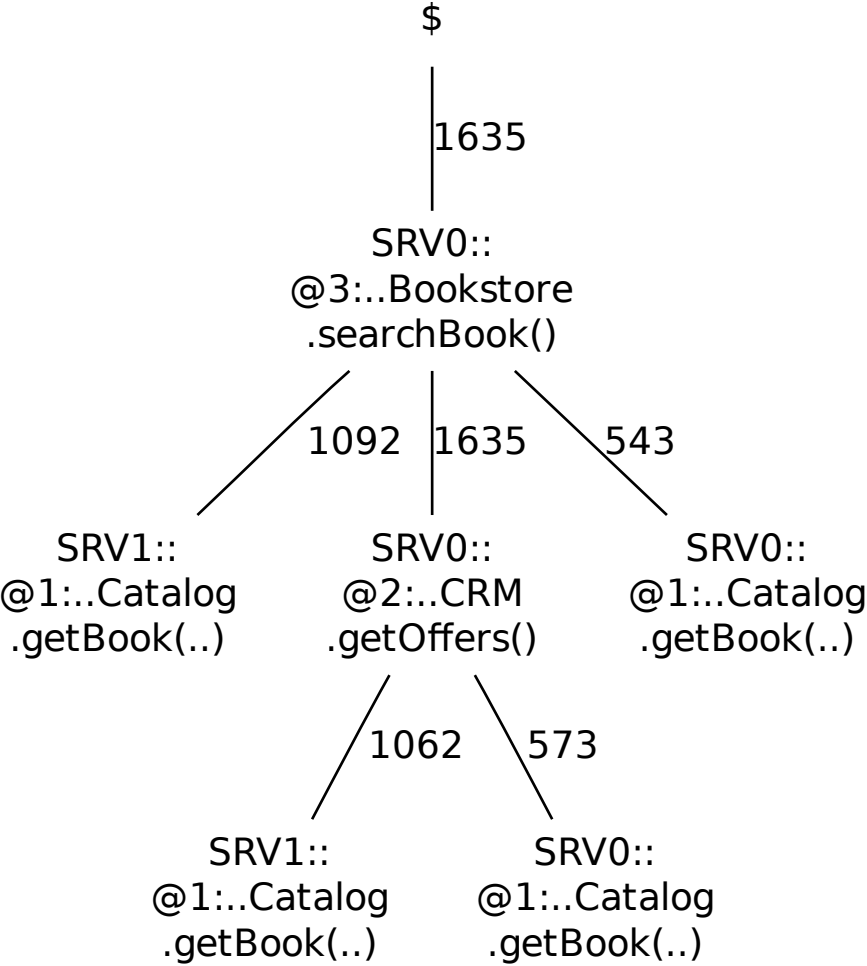 $
1635
SRV0::
@3:..Bookstore
.searchBook()
1092
1635
543
SRV1::
@1:..Catalog
.getBook(..)
SRV0::
@2:..CRM
.getOffers()
SRV0::
@1:..Catalog
.getBook(..)
1062
573
SRV1::
@1:..Catalog
.getBook(..)
SRV0::
@1:..Catalog
.getBook(..)